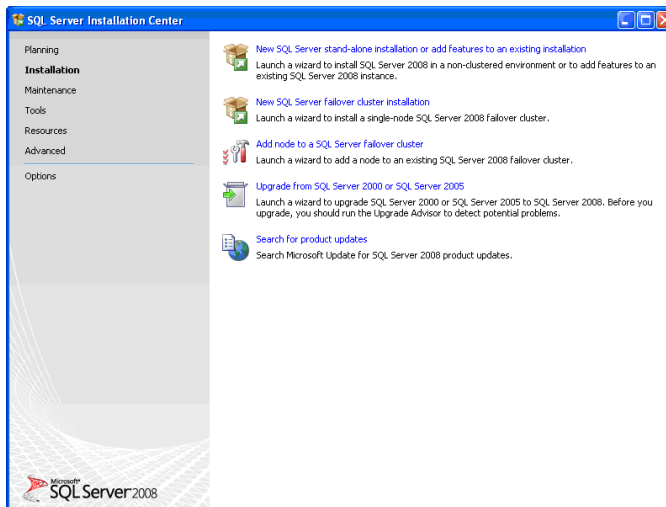 SQL Server Installation Center
Planning
Installation
Maintenance
Tools
Resources
Advanced
Options
New SQL Server stand-alone installation or add features to an existing installation
Launch a wizard to install SQL Server 2008 in a non-clustered environment or to add features to an
existing SQL Server 2008 instance.
New SQL Server failover cluster installation
Launch a wizard to install a single-node SQL Server 2008 failover cluster.
Add node to a SQL Server failover cluster
Launch a wizard to add a node to an existing SQL Server 2008 failover cluster.
Upgrade from SQL Server 2000 or SQL Server 2005
Launch a wizard to upgrade SQL Server 2000 or SQL Server 2005 to SQL Server 2008. Before you
upgrade, you should run the Upgrade Advisor to detect potential problems.
Search for product updates
Search Microsoft Update for SQL Server 2008 product updates.
Microsoft
SQL Server 2008